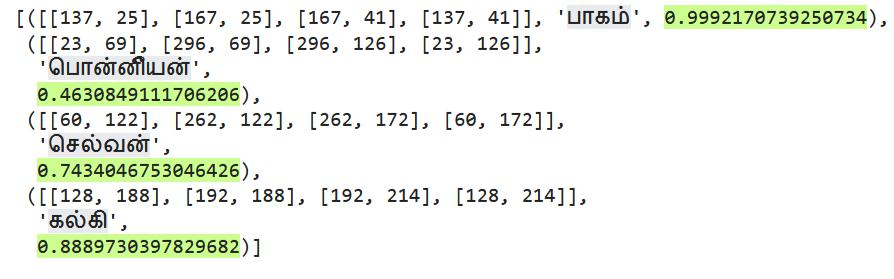 [([[137, 25], [167, 25], [167, 41], [137, 41]], 'பாகம்', 0.9992170739250734),
([[23, 69], [296, 69], [296, 126], [23, 126]],
'பொன்னீியன்',
0.4630849111706206),
([[60, 122], [262, 122], [262, 172], [60, 172]],
'செல்வன்',
0.7434046753046426),
([[128, 188], [192, 188], [192, 214], [128, 214]],
'கல்கி',
0.8889730397829682)]